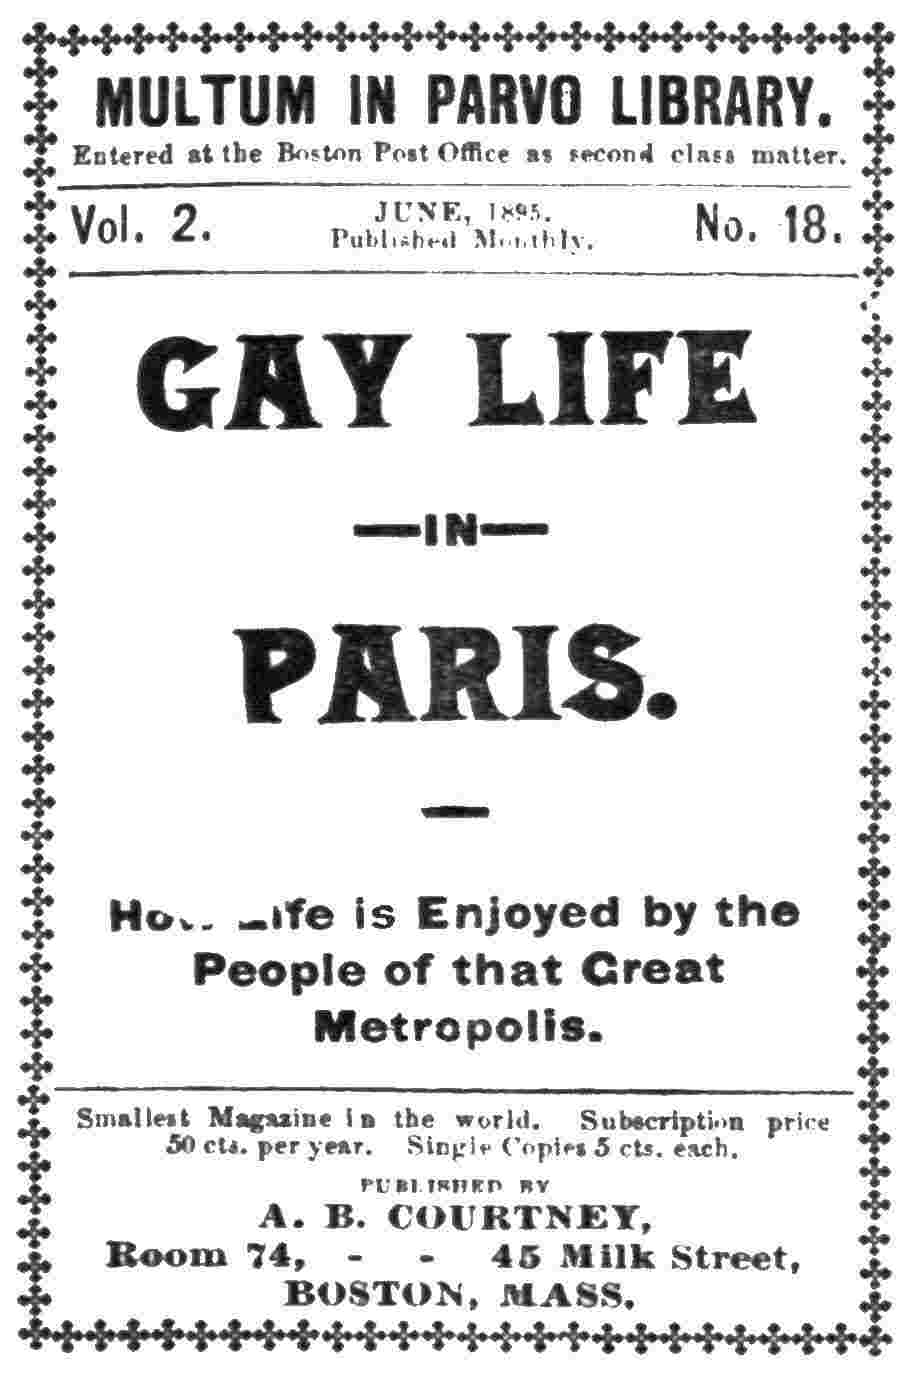 MULTUM IN PARVO LIBRARY.
Entered at the Boston Post Office as second class matter.
Vol. 2.
JUNE, 1895.
Published Monthly.
No. 18.
GAY LIFE
—IN—
PARIS.
How Life is Enjoyed by the
People of that Great
Metropolis.
Smallest Magazine in the world. Subscription price
50 cts. per year. Single Copies 5 cts. each.
PUBLISHED BY
A. B. COURTNEY,
Room 74, - - 45 Milk Street,
BOSTON, MASS.